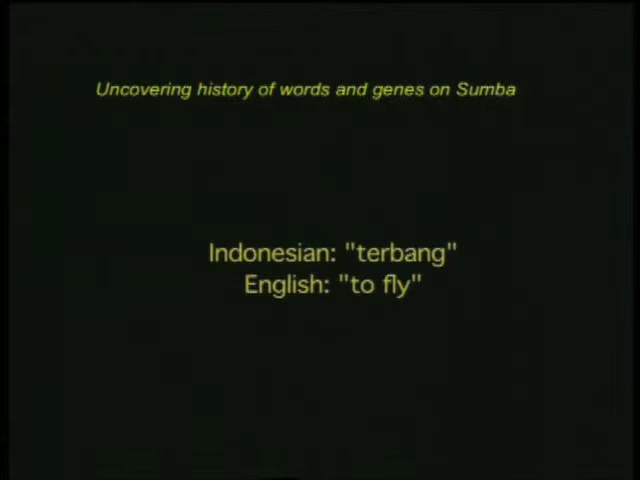 Uncovering history of words and genes on Sumba
Indonesian: "terbang"
English: "to fly"